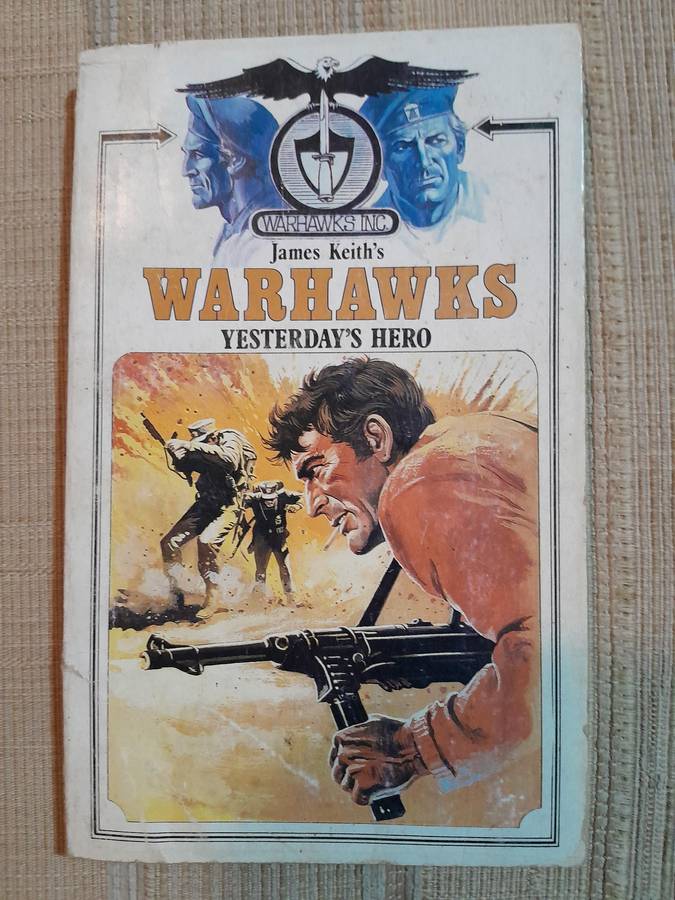 WARHAWKS INC.
James Keith's
WARHAWKS
YESTERDAY'S HERO